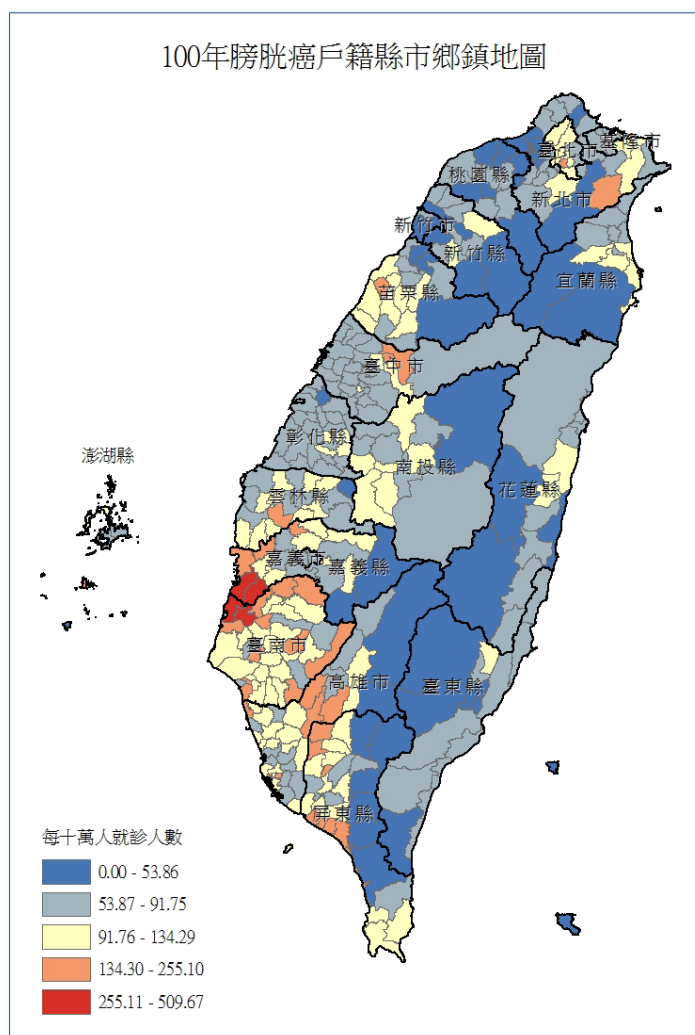 100年膀胱癌戶籍縣市鄉鎮地圖
基隆市
臺北市
桃園縣
新北市
新竹市
新竹縣
宜蘭縣
苗栗縣
臺中市
彰化縣
南投縣
澎湖縣
花蓮縣
雲林縣
嘉義市
嘉義縣
臺南市
高雄市
臺東縣
屏東縣
每十萬人就診人數
0.00 - 53.86
53.87 - 91.75
91.76 - 134.29
134.30 - 255.10
255.11 - 509.67